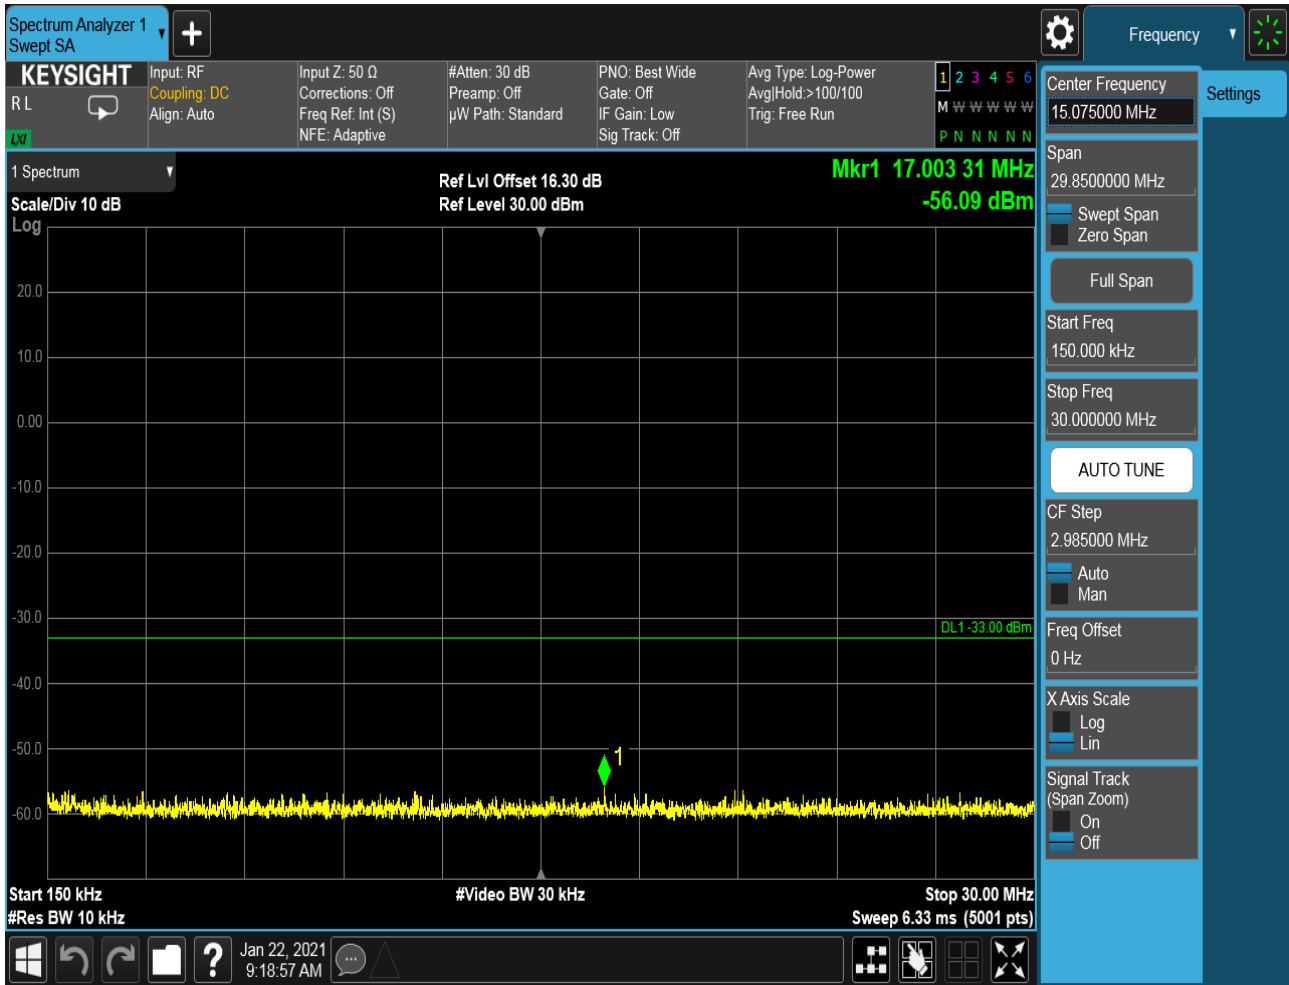 Spectrum Analyzer 1
Swept SA
Frequency
KEYSIGHT
R L
LXI
Input: RF
Coupling: DC
Align: Auto
Input Z: 50 Ω
Corrections: Off
Freq Ref: Int (S)
NFE: Adaptive
#Atten: 30 dB
Preamp: Off
µW Path: Standard
PNO: Best Wide
Gate: Off
IF Gain: Low
Sig Track: Off
Avg Type: Log-Power
Avg|Hold:>100/100
Trig: Free Run
1 2 3 4 5 6
M W W W W W
P N N N N N
1 Spectrum
Scale/Div 10 dB
Log
Ref Lvl Offset 16.30 dB
Ref Level 30.00 dBm
Mkr1 17.003 31 MHz
-56.09 dBm
20.0
10.0
0.00
-10.0
-20.0
-30.0
DL1 -33.00 dBm
-40.0
-50.0
1
-60.0
Start 150 kHz
#Video BW 30 kHz
Stop 30.00 MHz
#Res BW 10 kHz
Sweep 6.33 ms (5001 pts)
?
Jan 22, 2021
9:18:57 AM
Center Frequency
15.075000 MHz
Settings
Span
29.8500000 MHz
Swept Span
Zero Span
Full Span
Start Freq
150.000 kHz
Stop Freq
30.000000 MHz
AUTO TUNE
CF Step
2.985000 MHz
Auto
Man
Freq Offset
0 Hz
X Axis Scale
Log
Lin
Signal Track
(Span Zoom)
On
Off